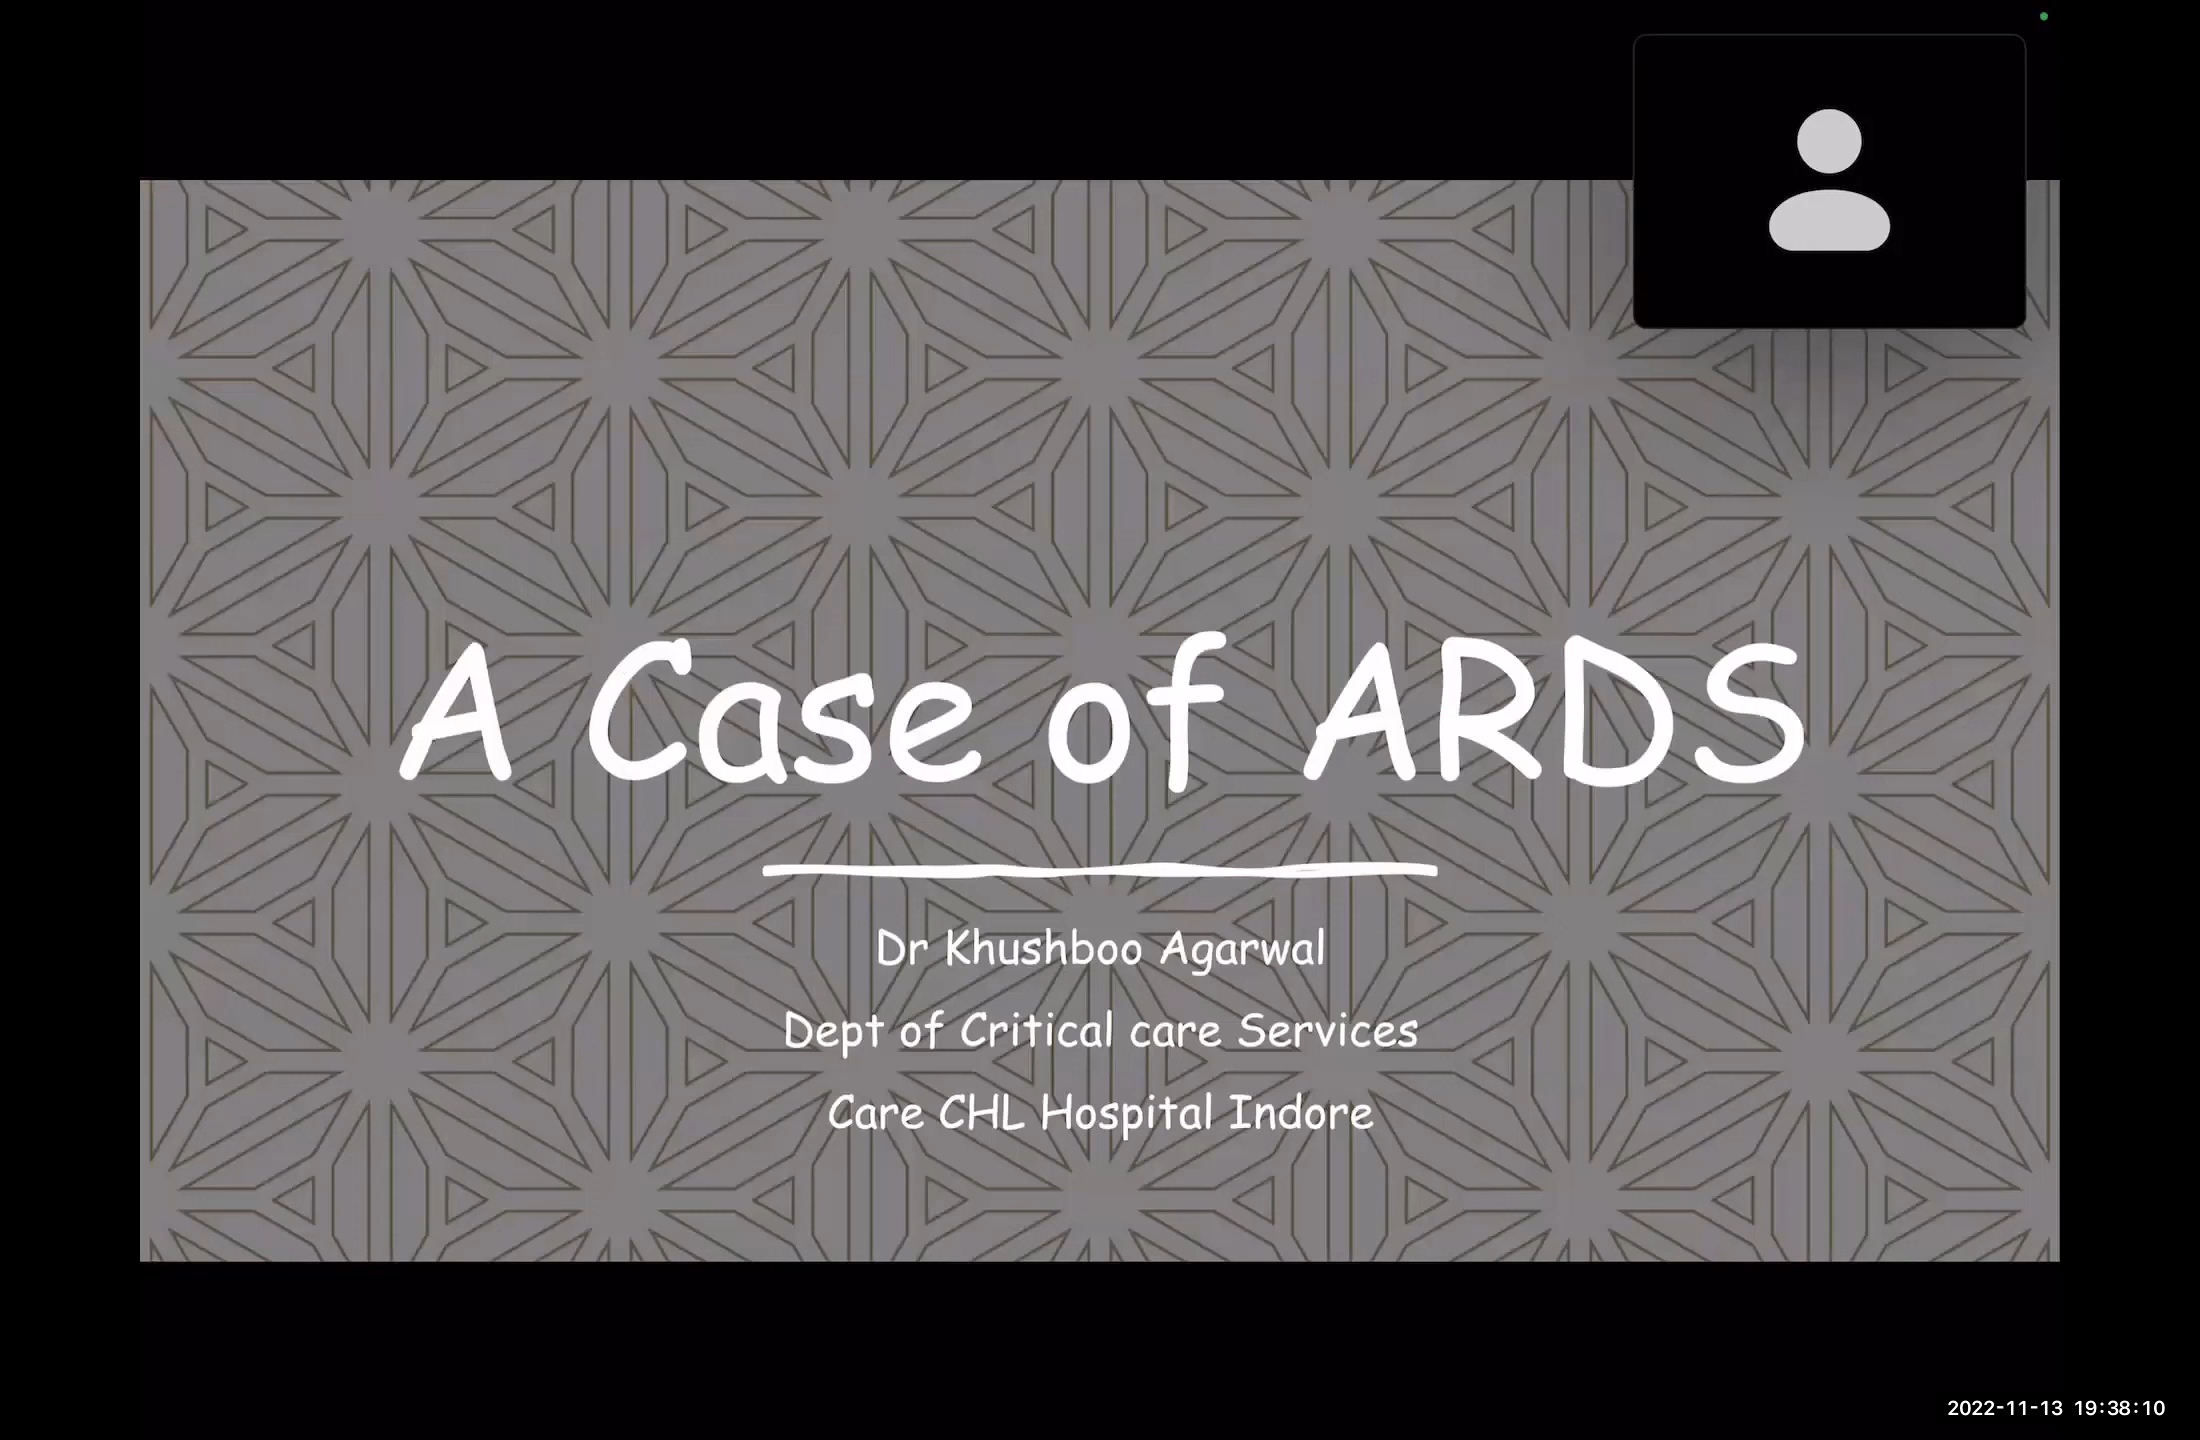 A Case of ARDS
Dr Khushboo Agarwal
Dept of Critical care Services
Care CHL Hospital Indore
2022-11-13 19:38:10